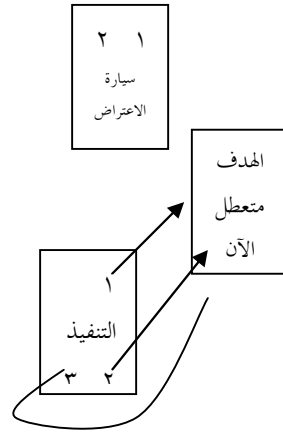 ١ ٢
سيارة
الاعتراض
الهدف
متعطل
الآن
١
التنفيذ
٢ ٣